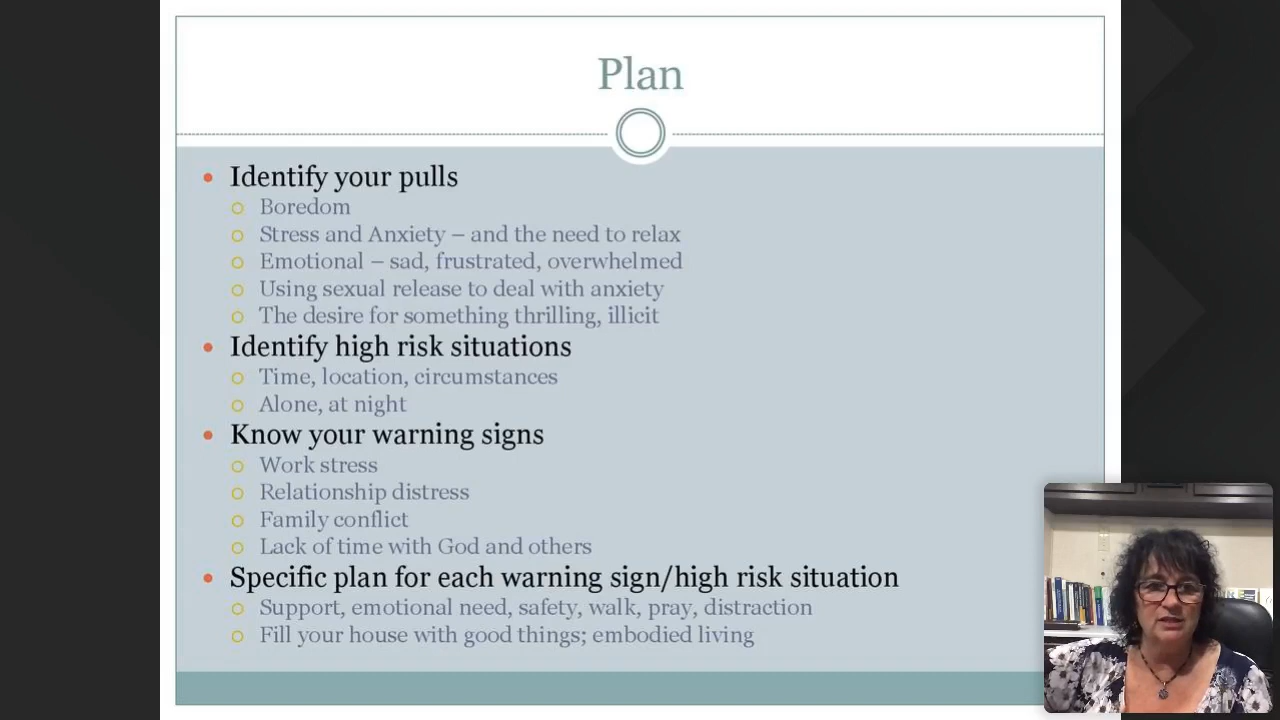 Plan
Identify your pulls
Boredom
Stress and Anxiety – and the need to relax
Emotional – sad, frustrated, overwhelmed
Using sexual release to deal with anxiety
The desire for something thrilling, illicit
Identify high risk situations
Time, location, circumstances
Alone, at night
Know your warning signs
Work stress
Relationship distress
Family conflict
Lack of time with God and others
Specific plan for each warning sign/high risk situation
Support, emotional need, safety, walk, pray, distraction
Fill your house with good things; embodied living